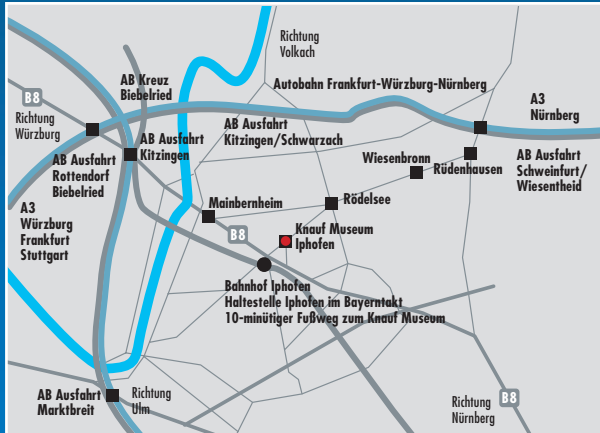 Richtung
Volkach
AB Kreuz
Biebelried
Autobahn Frankfurt-Würzburg-Nürnberg
B8
Richtung
Würzburg
A3
Nürnberg
AB Ausfahrt
Kitzingen
AB Ausfahrt
Kitzingen/Schwarzach
AB Ausfahrt
Rottendorf
Biebelried
Wiesenbronn
Rüdenhausen
AB Ausfahrt
Schweinfurt/
Wiesentheid
A3
Würzburg
Frankfurt
Stuttgart
Mainbernheim
Rödelsee
B8
Knauf Museum
Iphofen
Bahnhof Iphofen
Haltestelle Iphofen im Bayerntakt
10-minütiger Fußweg zum Knauf Museum
AB Ausfahrt
Marktbreit
Richtung
Ulm
Richtung
Nürnberg
B8